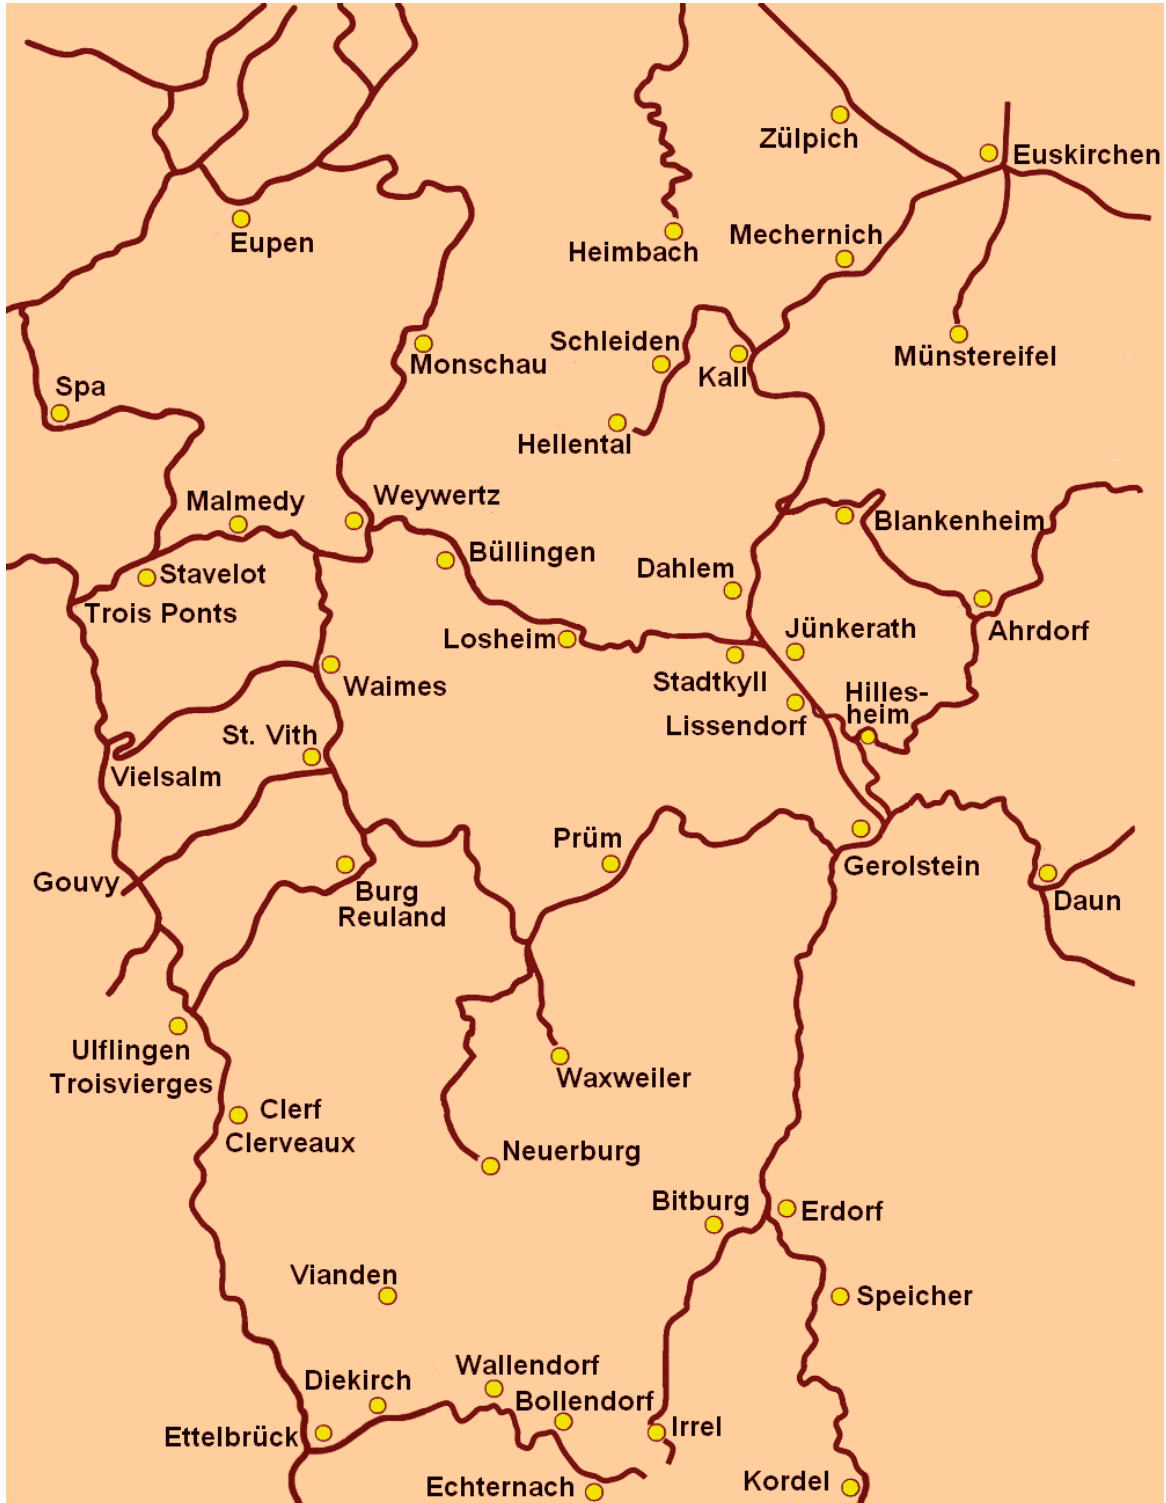 Zülpich
Euskirchen
Eupen
Heimbach
Mechernich
Schleiden
Monschau
Kall
Münstereifel
Spa
Hellental
Malmedy
Weywertz
Blankenheim
Stavelot
Büllingen
Dahlem
Trois Ponts
Losheim
Jünkerath
Ahrdorf
Waimes
Stadtkyll
Hilles-
heim
Lissendorf
St. Vith
Vielsalm
Prüm
Gerolstein
Gouvy
Burg
Reuland
Daun
Ulflingen
Troisvierges
Waxweiler
Clerf
Clerveaux
Neuerburg
Bitburg
Erdorf
Vianden
Speicher
Wallendorf
Diekirch
Bollendorf
Irrel
Ettelbrück
Echternach
Kordel